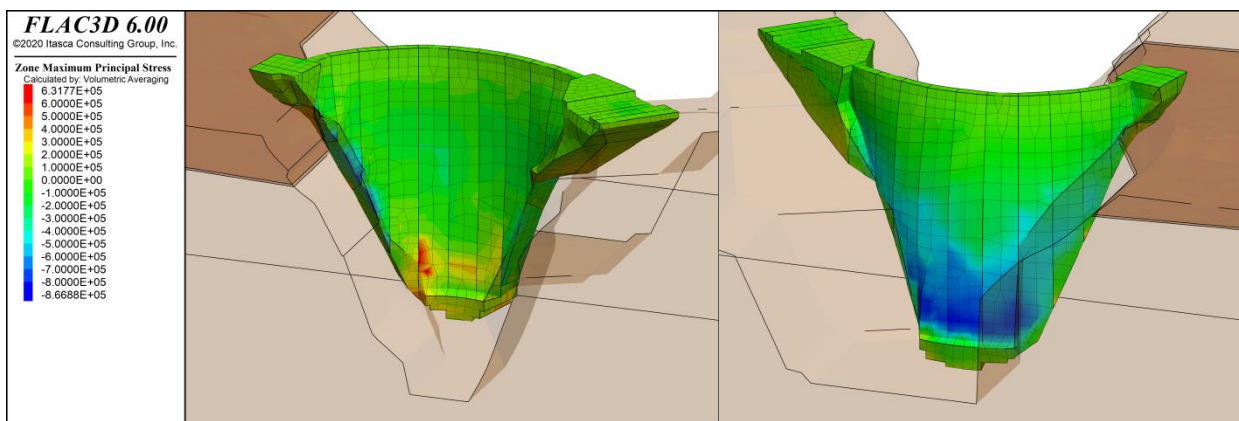 FLAC3D 6.00
©2020 Itasca Consulting Group, Inc.
Zone Maximum Principal Stress
Calculated by: Volumetric Averaging
6.3177E+05
6.0000E+05
5.0000E+05
4.0000E+05
3.0000E+05
2.0000E+05
1.0000E+05
0.0000E+00
-1.0000E+05
-2.0000E+05
-3.0000E+05
-4.0000E+05
-5.0000E+05
-6.0000E+05
-7.0000E+05
-8.0000E+05
-8.6688E+05